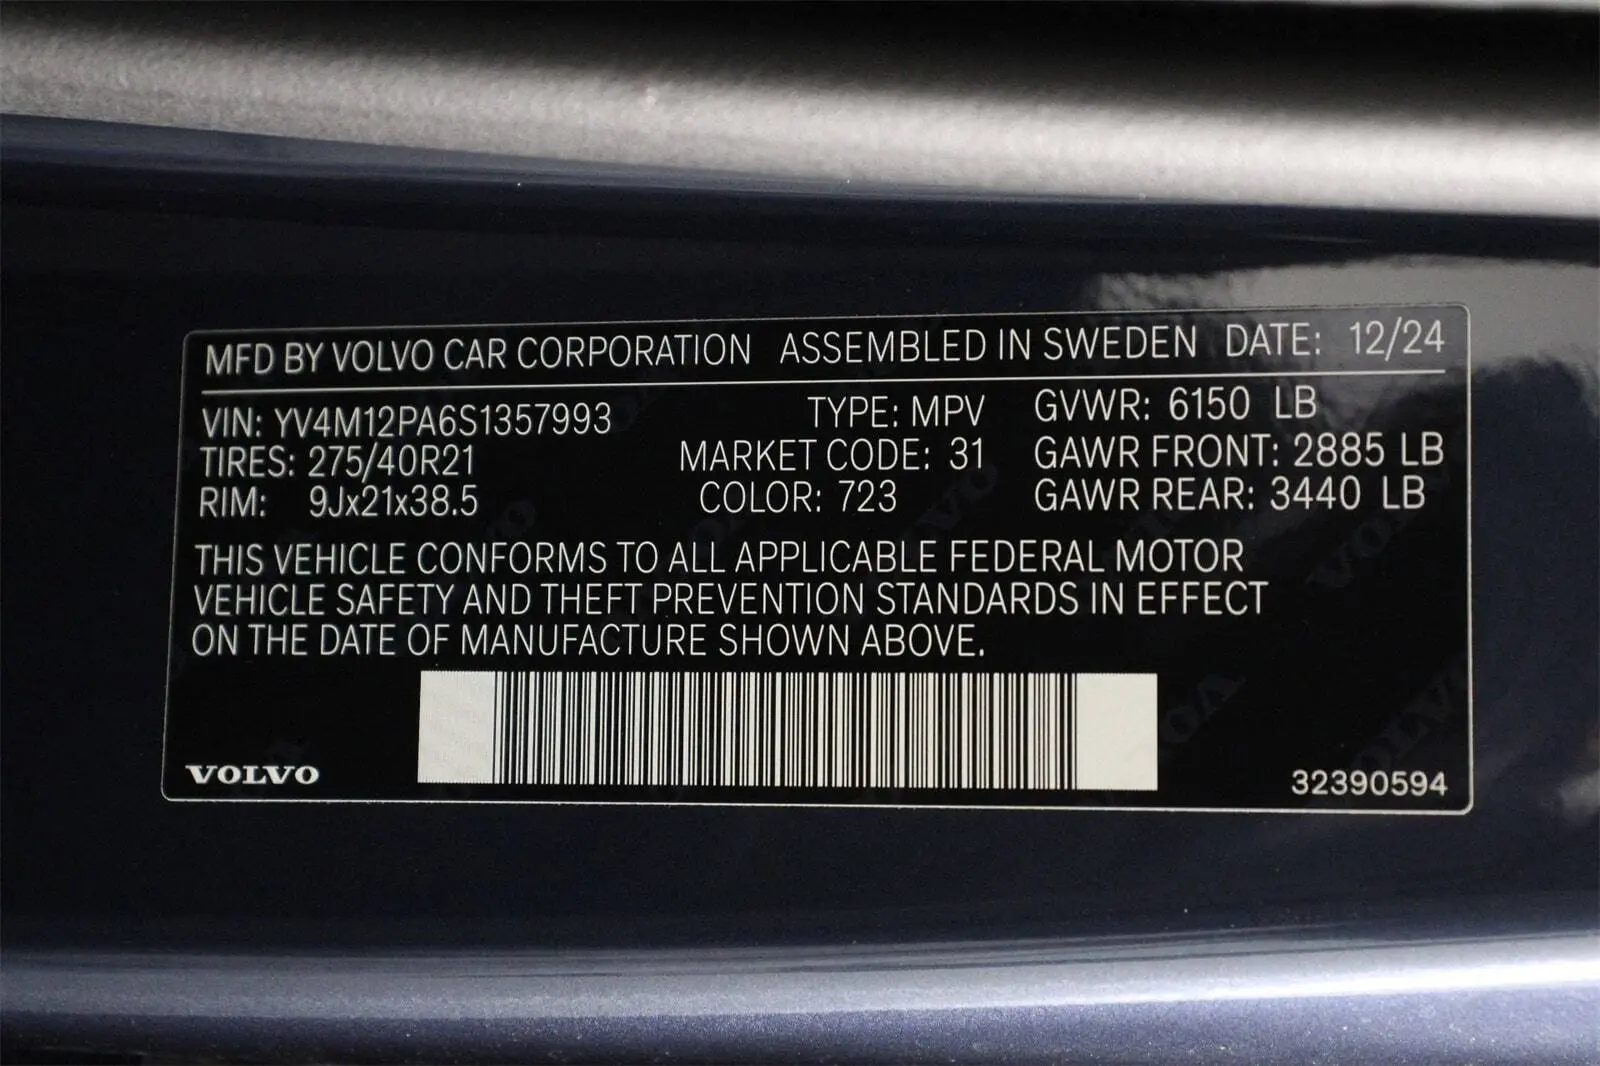 MFD BY VOLVO CAR CORPORATION ASSEMBLED IN SWEDEN DATE: 12/24
VIN: YV4M12PA6S1357993 TYPE: MPV GVWR: 6150 LB
TIRES: 275/40R21 MARKET CODE: 31 GAWR FRONT: 2885 LB
RIM: 9Jx21x38.5 COLOR: 723 GAWR REAR: 3440 LB
THIS VEHICLE CONFORMS TO ALL APPLICABLE FEDERAL MOTOR
VEHICLE SAFETY AND THEFT PREVENTION STANDARDS IN EFFECT
ON THE DATE OF MANUFACTURE SHOWN ABOVE.
VOLVO 32390594